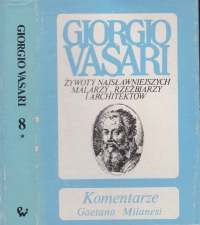 GIORGIO VASARI
8
*
GIORGIO
VASARI
ŻYWOTY NAJSŁAWNIEJSZYCH
MALARZY, RZEŹBIARZY
I ARCHITEKTÓW
Komentarze
Gaetano Milanesi